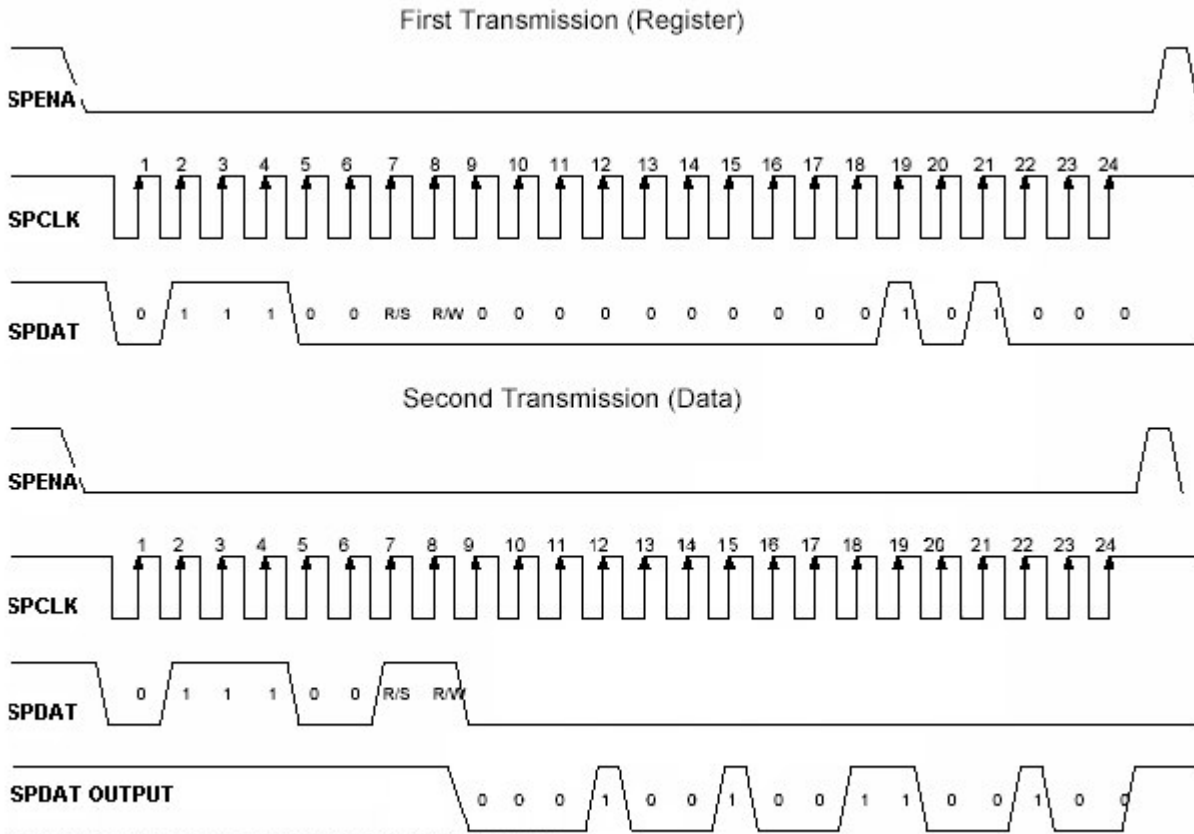 First Transmission (Register)
SPENA
1 2 3 4 5 6 7 8 9 10 11 12 13 14 15 16 17 18 19 20 21 22 23 24
SPCLK
0 1 1 1 0 0 R/S R/W 0 0 0 0 0 0 0 0 0 0 1 0 1 0 0 0
SPDAT
Second Transmission (Data)
SPENA
1 2 3 4 5 6 7 8 9 10 11 12 13 14 15 16 17 18 19 20 21 22 23 24
SPCLK
0 1 1 1 0 0 R/S R/W
SPDAT
SPDAT OUTPUT
0 0 0 1 0 0 1 0 0 1 1 0 0 1 0 0